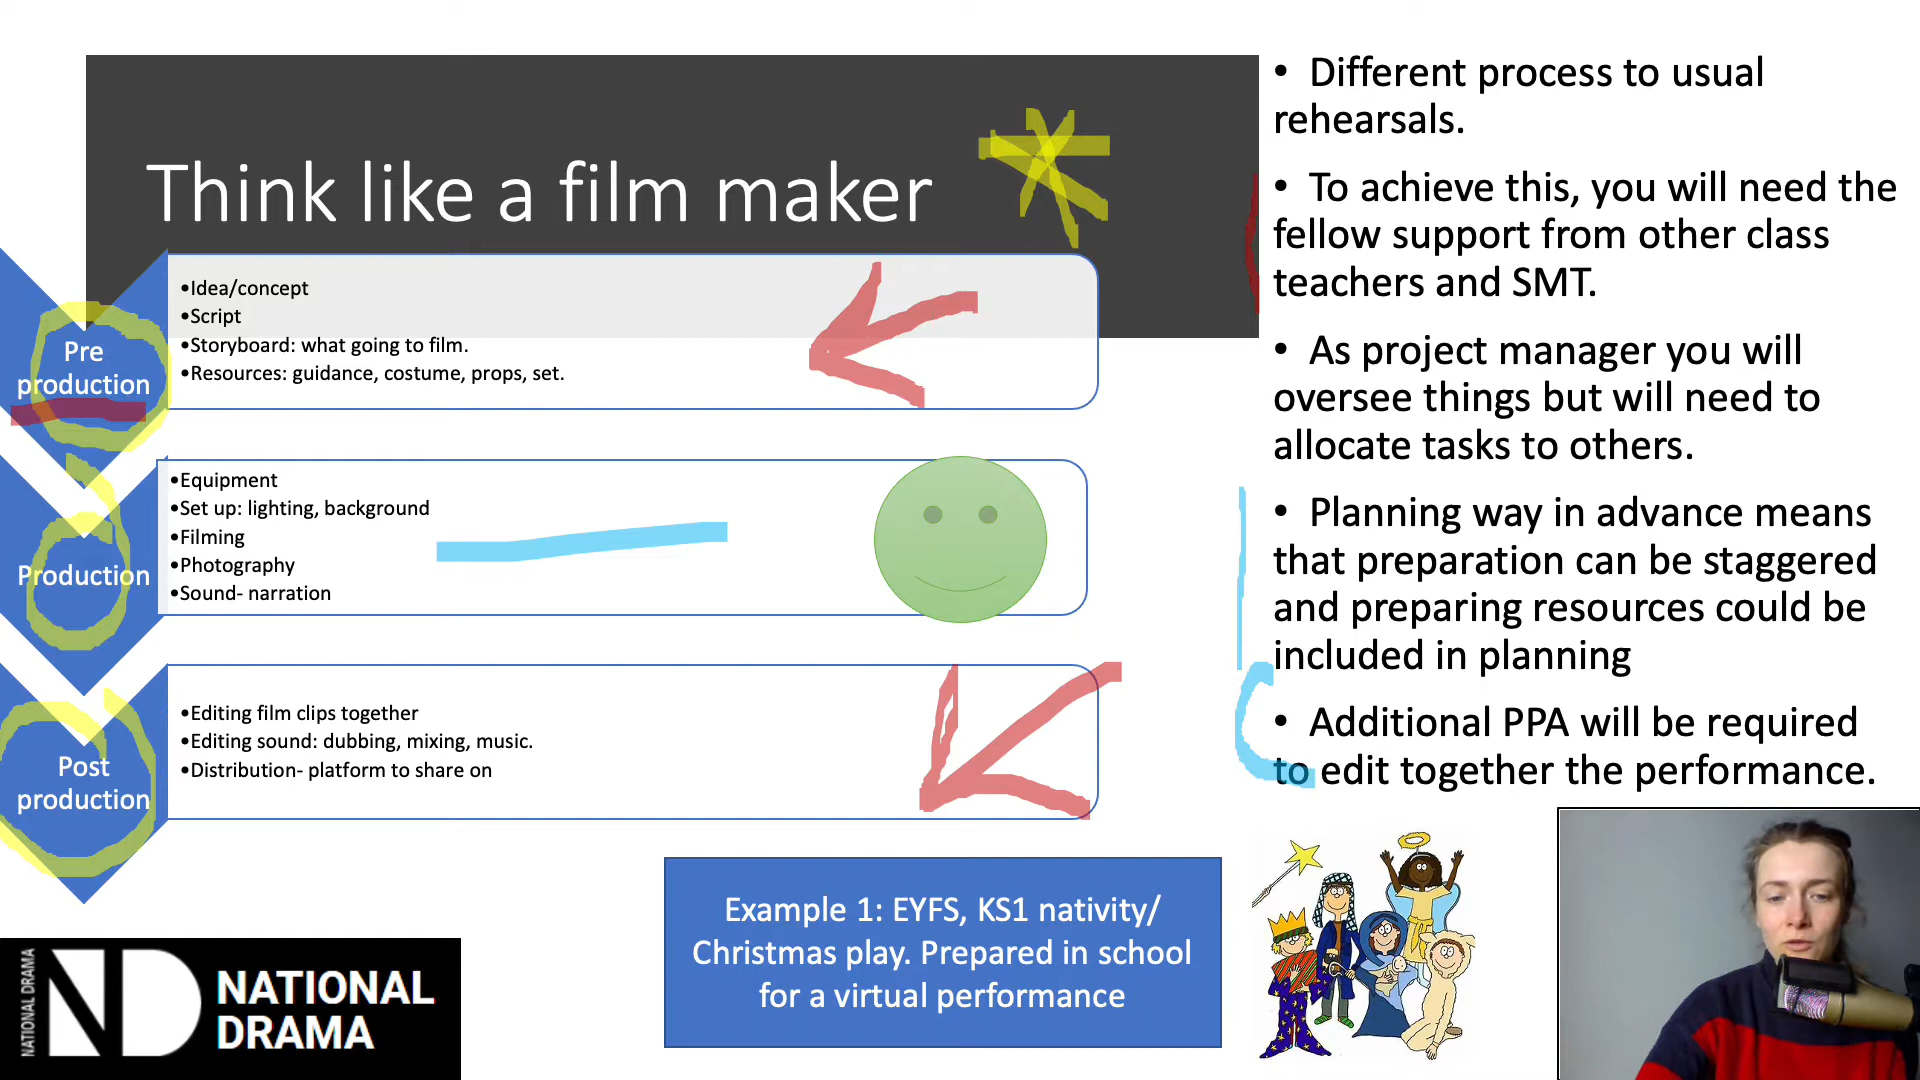 Think like a film maker
Pre
production
•Idea/concept
•Script
•Storyboard: what going to film.
•Resources: guidance, costume, props, set.
Production
•Equipment
•Set up: lighting, background
•Filming
•Photography
•Sound- narration
Post
production
•Editing film clips together
•Editing sound: dubbing, mixing, music.
•Distribution- platform to share on
• Different process to usual
rehearsals.
• To achieve this, you will need the
fellow support from other class
teachers and SMT.
• As project manager you will
oversee things but will need to
allocate tasks to others.
• Planning way in advance means
that preparation can be staggered
and preparing resources could be
included in planning
• Additional PPA will be required
to edit together the performance.
Example 1: EYFS, KS1 nativity/
Christmas play. Prepared in school
for a virtual performance
NATIONAL DRAMA
ND
NATIONAL
DRAMA